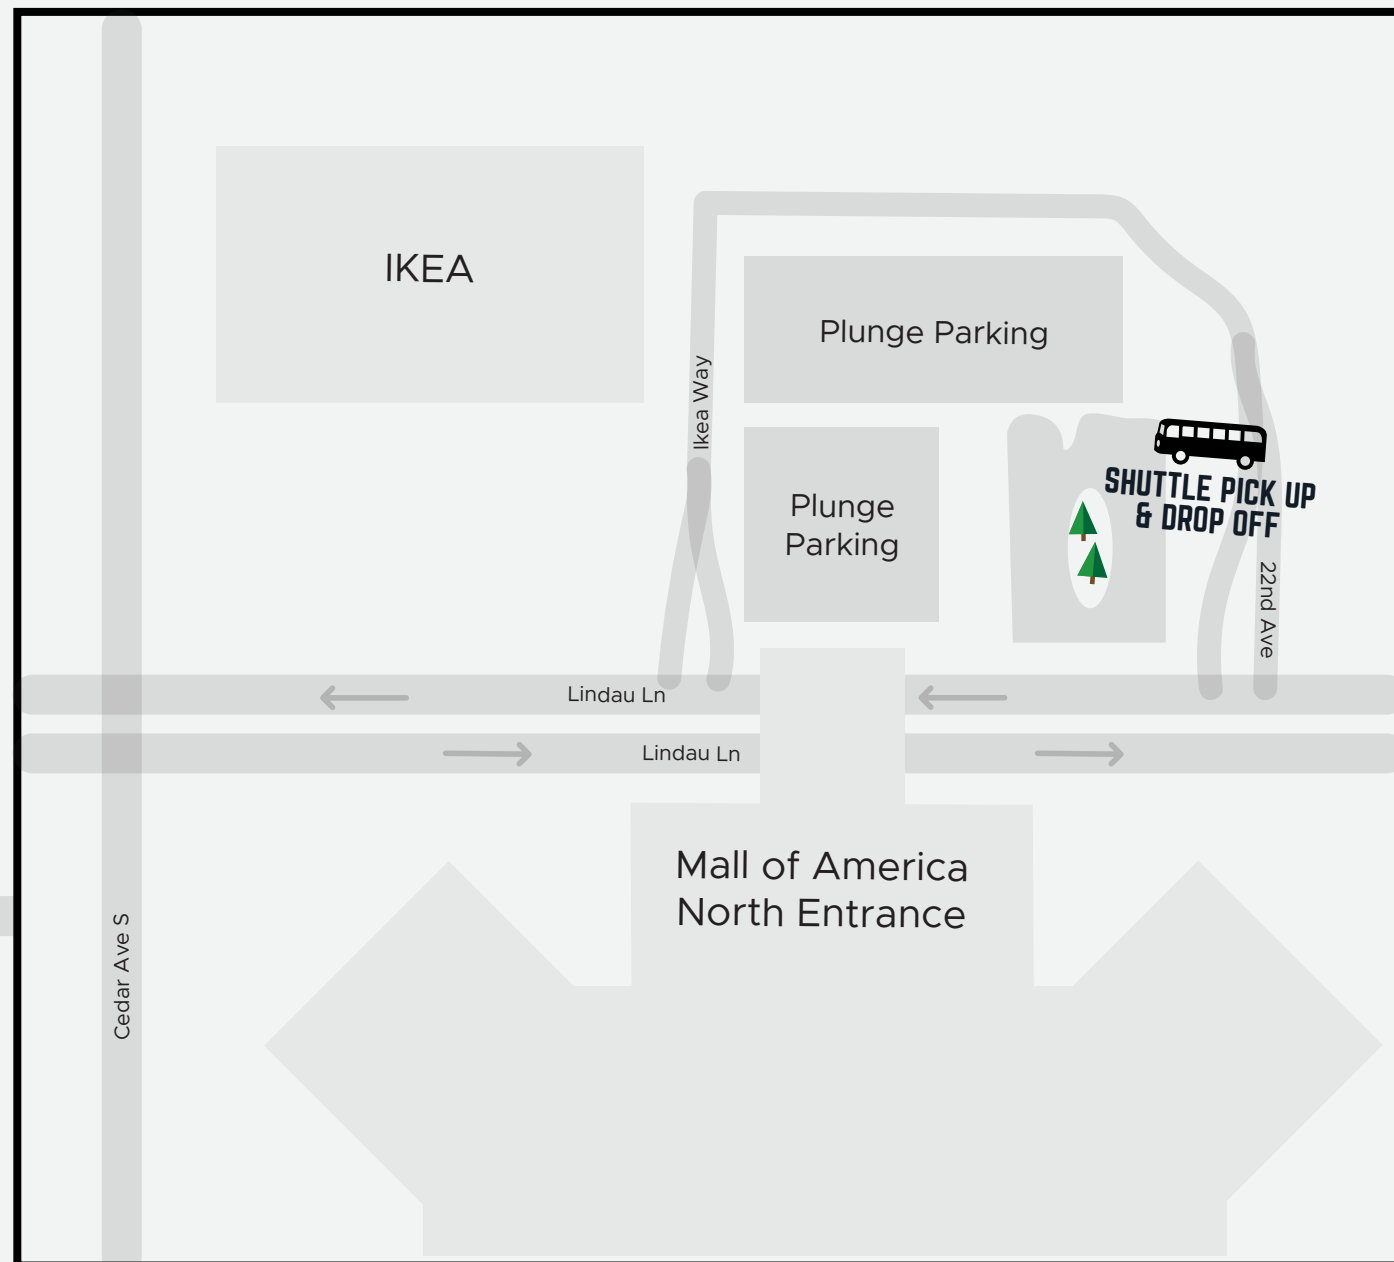 IKEA
Plunge Parking
Ikea Way
Plunge
Parking
SHUTTLE PICK UP
& DROP OFF
22nd Ave
Lindau Ln
Lindau Ln
Mall of America
North Entrance
Cedar Ave S